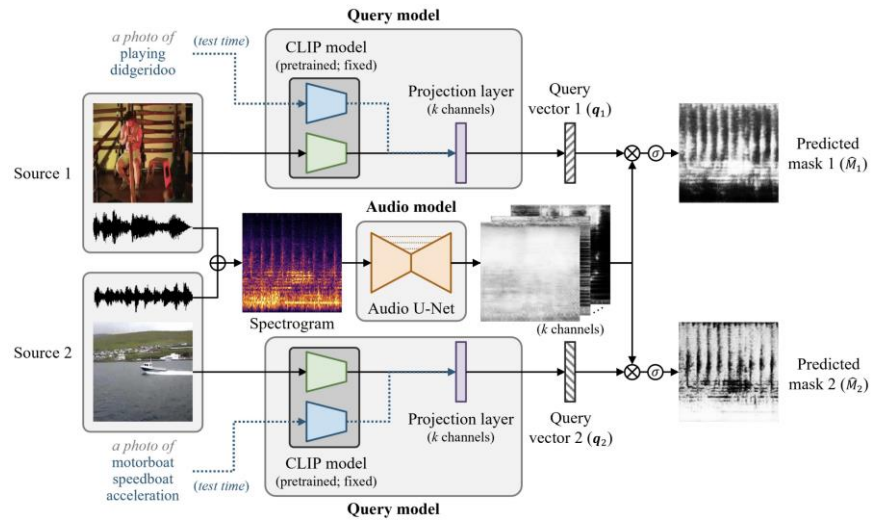 Query model
a photo of
playing
didgeridoo
(test time)
CLIP model
(pretrained; fixed)
Projection layer
(k channels)
Query
vector 1 (q₁)
Source 1
σ
Predicted
mask 1 (M̂₁)
Audio model
Spectrogram
Audio U-Net
(k channels)
Source 2
σ
Predicted
mask 2 (M̂₂)
Projection layer
(k channels)
Query
vector 2 (q₂)
a photo of
motorboat
speedboat
acceleration
(test time)
CLIP model
(pretrained; fixed)
Query model